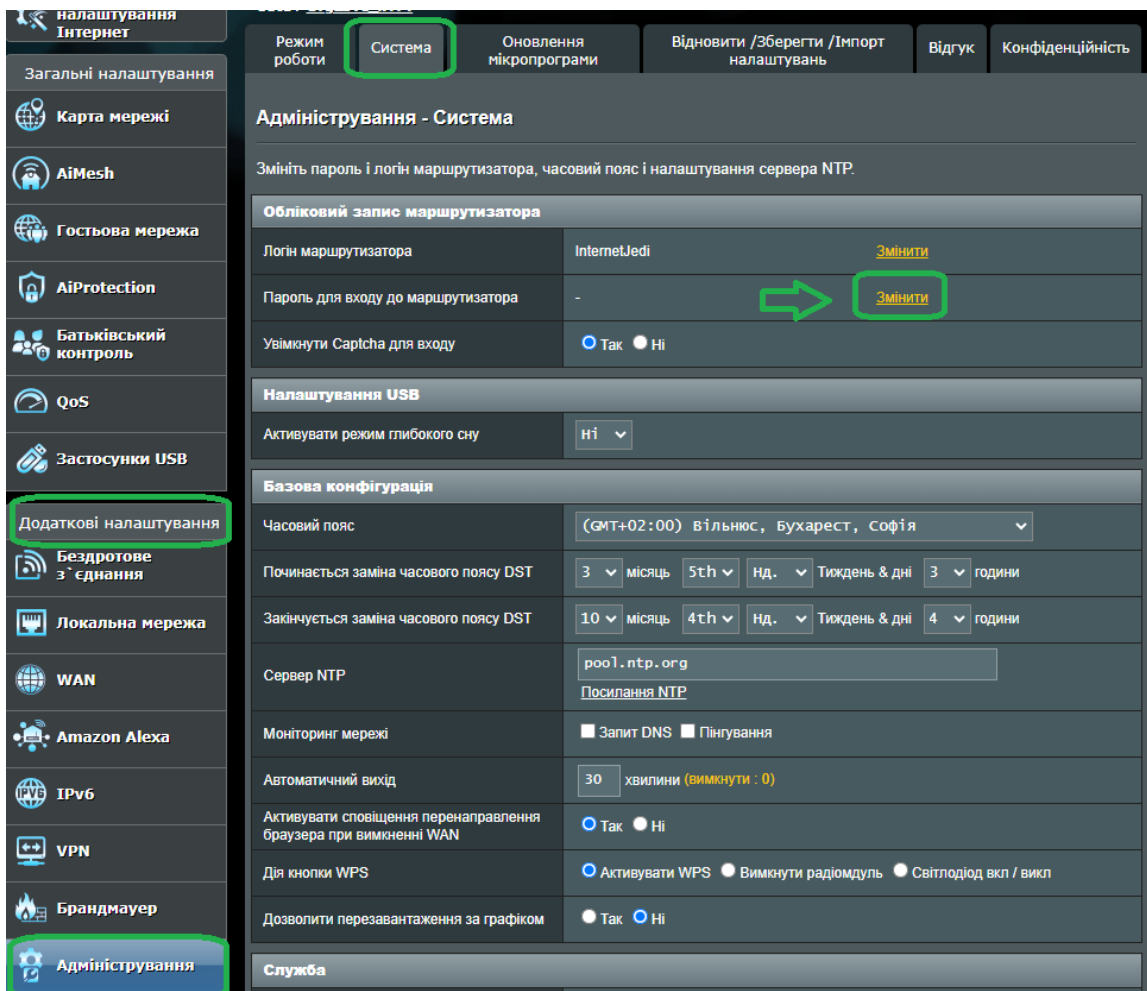 налаштування
Інтернет
Загальні налаштування
Карта мережі
AiMesh
Гостьова мережа
AiProtection
Батьківський
контроль
QoS
Застосунки USB
Додаткові налаштування
Бездротове
з`єднання
Локальна мережа
WAN
Amazon Alexa
IPv6
VPN
Брандмауер
Адміністрування
Режим
роботи
Система
Оновлення
мікропрограми
Відновити /Зберегти /Імпорт
налаштувань
Відгук
Конфіденційність
Адміністрування - Система
Змініть пароль і логін маршрутизатора, часовий пояс і налаштування сервера NTP.
Обліковий запис маршрутизатора
Логін маршрутизатора InternetJedi Змінити
Пароль для входу до маршрутизатора - Змінити
Увімкнути Captcha для входу Так Ні
Налаштування USB
Активувати режим глибокого сну Ні
Базова конфігурація
Часовий пояс (GMT+02:00) Вільнюс, Бухарест, Софія
Починається заміна часового поясу DST 3 місяць 5th Нд. Тиждень & дні 3 години
Закінчується заміна часового поясу DST 10 місяць 4th Нд. Тиждень & дні 4 години
Сервер NTP pool.ntp.org
Посилання NTP
Моніторинг мережі Запит DNS Пінгування
Автоматичний вихід 30 хвилини (вимкнути : 0)
Активувати сповіщення перенаправлення
браузера при вимкненні WAN Так Ні
Дія кнопки WPS Активувати WPS Вимкнути радіомдуль Світлодіод вкл / викл
Дозволити перезавантаження за графіком Так Ні
Служба